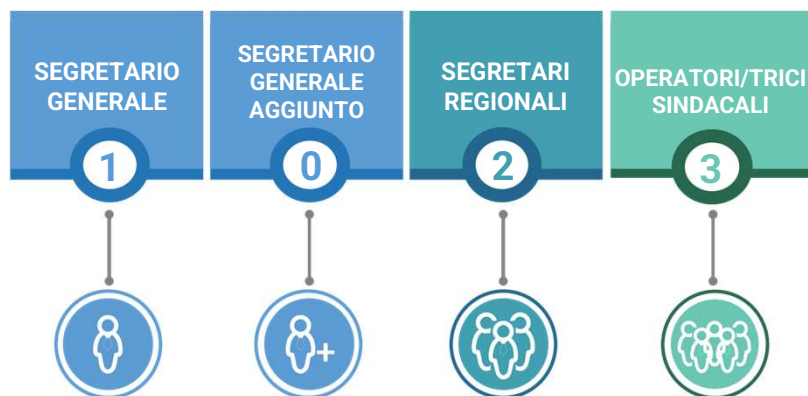 SEGRETARIO
GENERALE
1
SEGRETARIO
GENERALE
AGGIUNTO
0
SEGRETARI
REGIONALI
2
OPERATORI/TRICI
SINDACALI
3
+